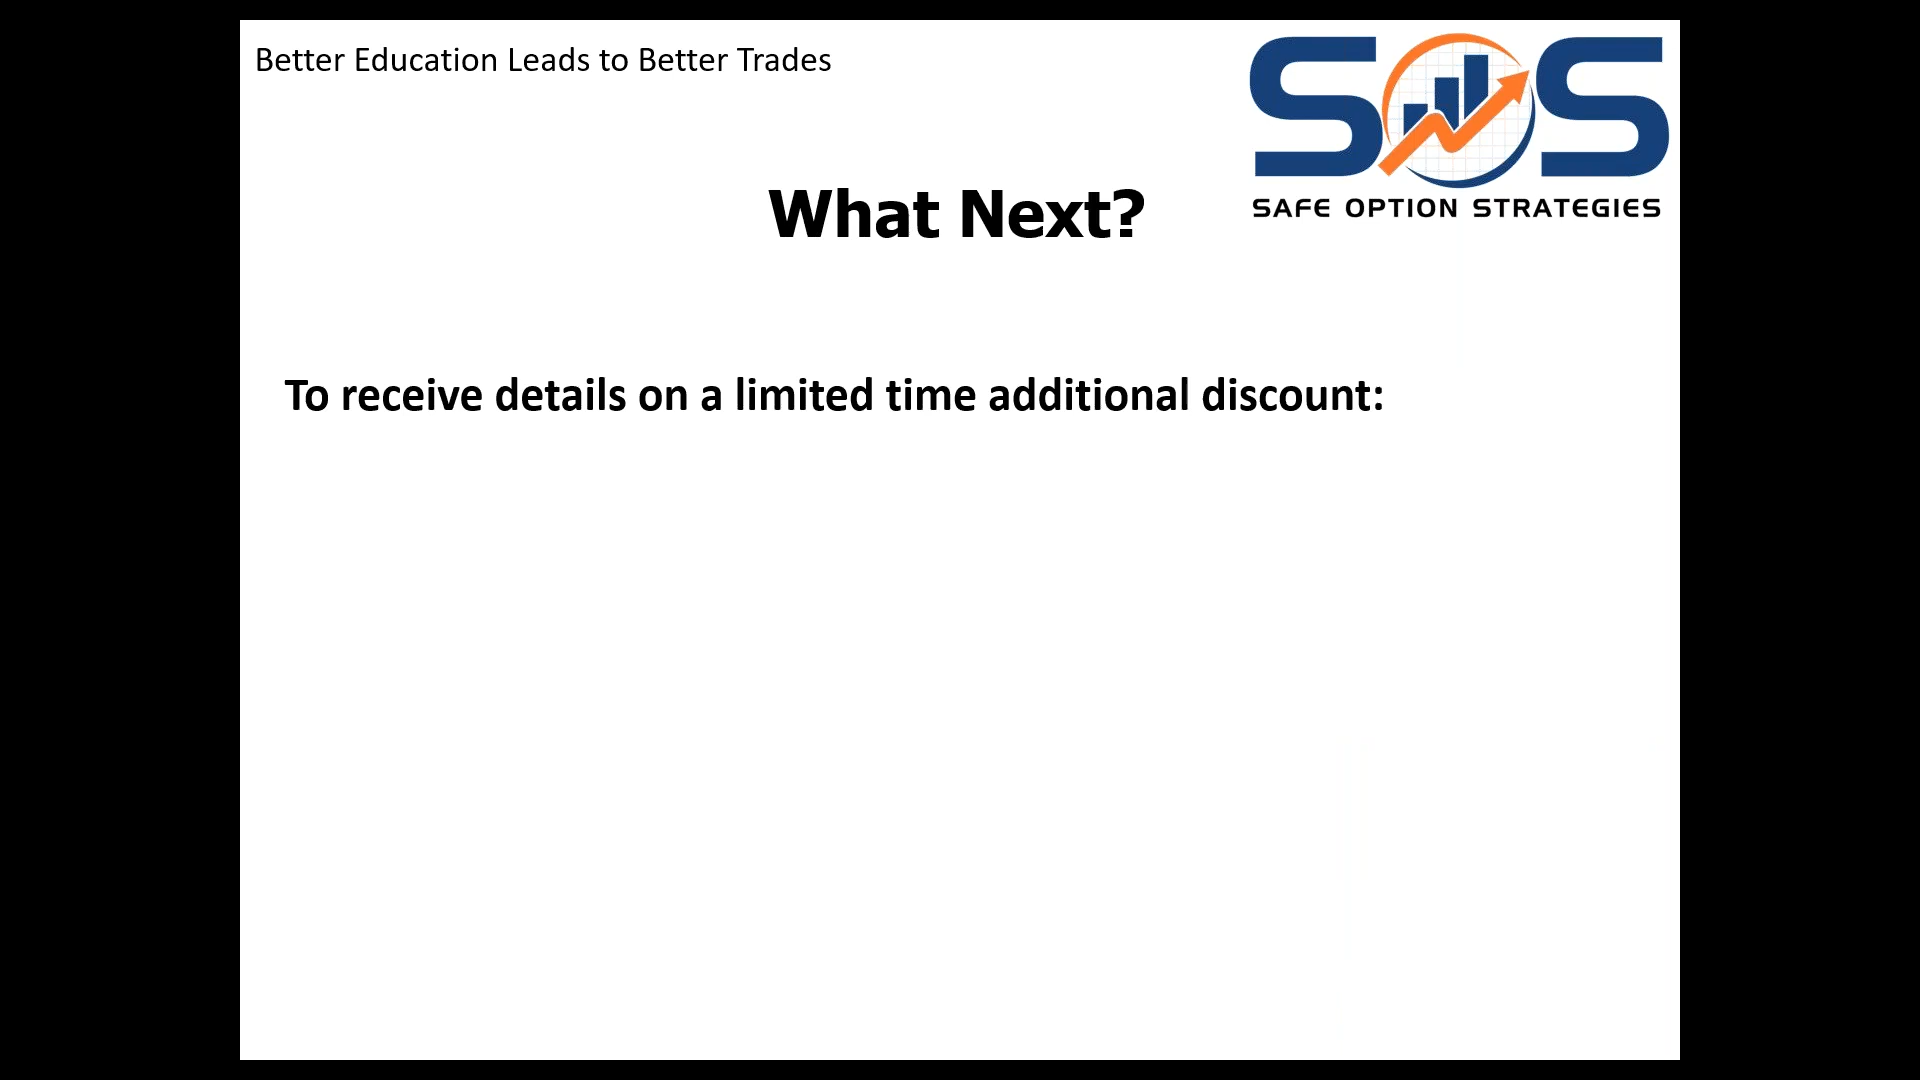 Better Education Leads to Better Trades
SOS
SAFE OPTION STRATEGIES
What Next?
To receive details on a limited time additional discount: